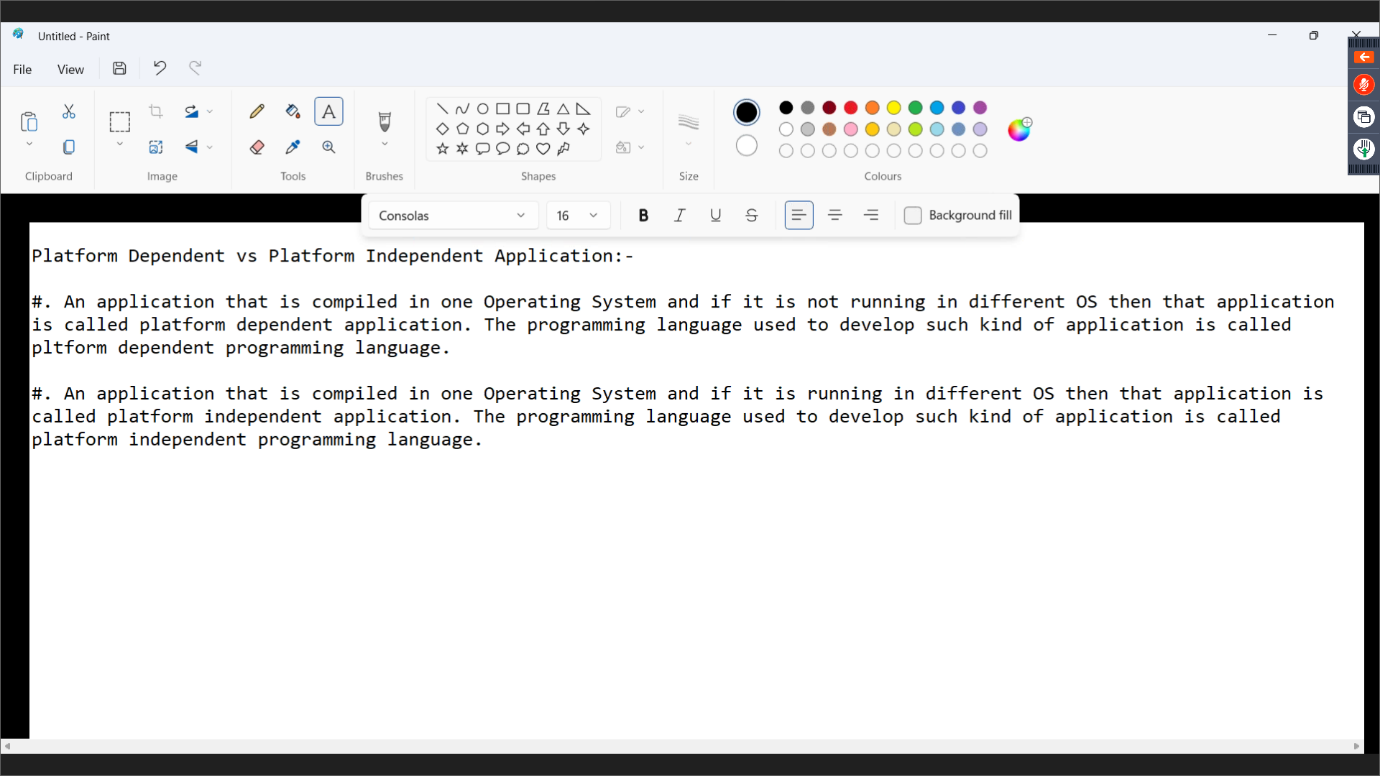 Untitled - Paint
File View
Clipboard Image Tools Brushes Shapes Size Colours
Consolas 16 B I U S Background fill
Platform Dependent vs Platform Independent Application:-
#. An application that is compiled in one Operating System and if it is not running in different OS then that application
is called platform dependent application. The programming language used to develop such kind of application is called
pltform dependent programming language.
#. An application that is compiled in one Operating System and if it is running in different OS then that application is
called platform independent application. The programming language used to develop such kind of application is called
platform independent programming language.